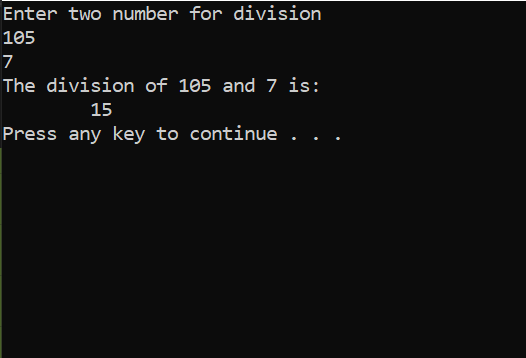 Enter two number for division
105
7
The division of 105 and 7 is:
        15
Press any key to continue . . .